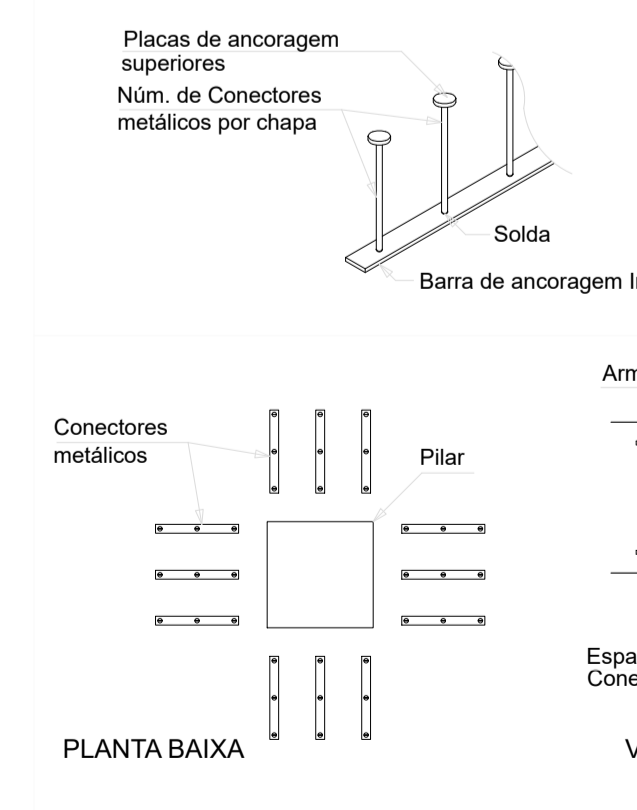 Placas de ancoragem
superiores
Núm. de Conectores
metálicos por chapa
Solda
Barra de ancoragem
Conectores
metálicos
Pilar
PLANTA BAIXA